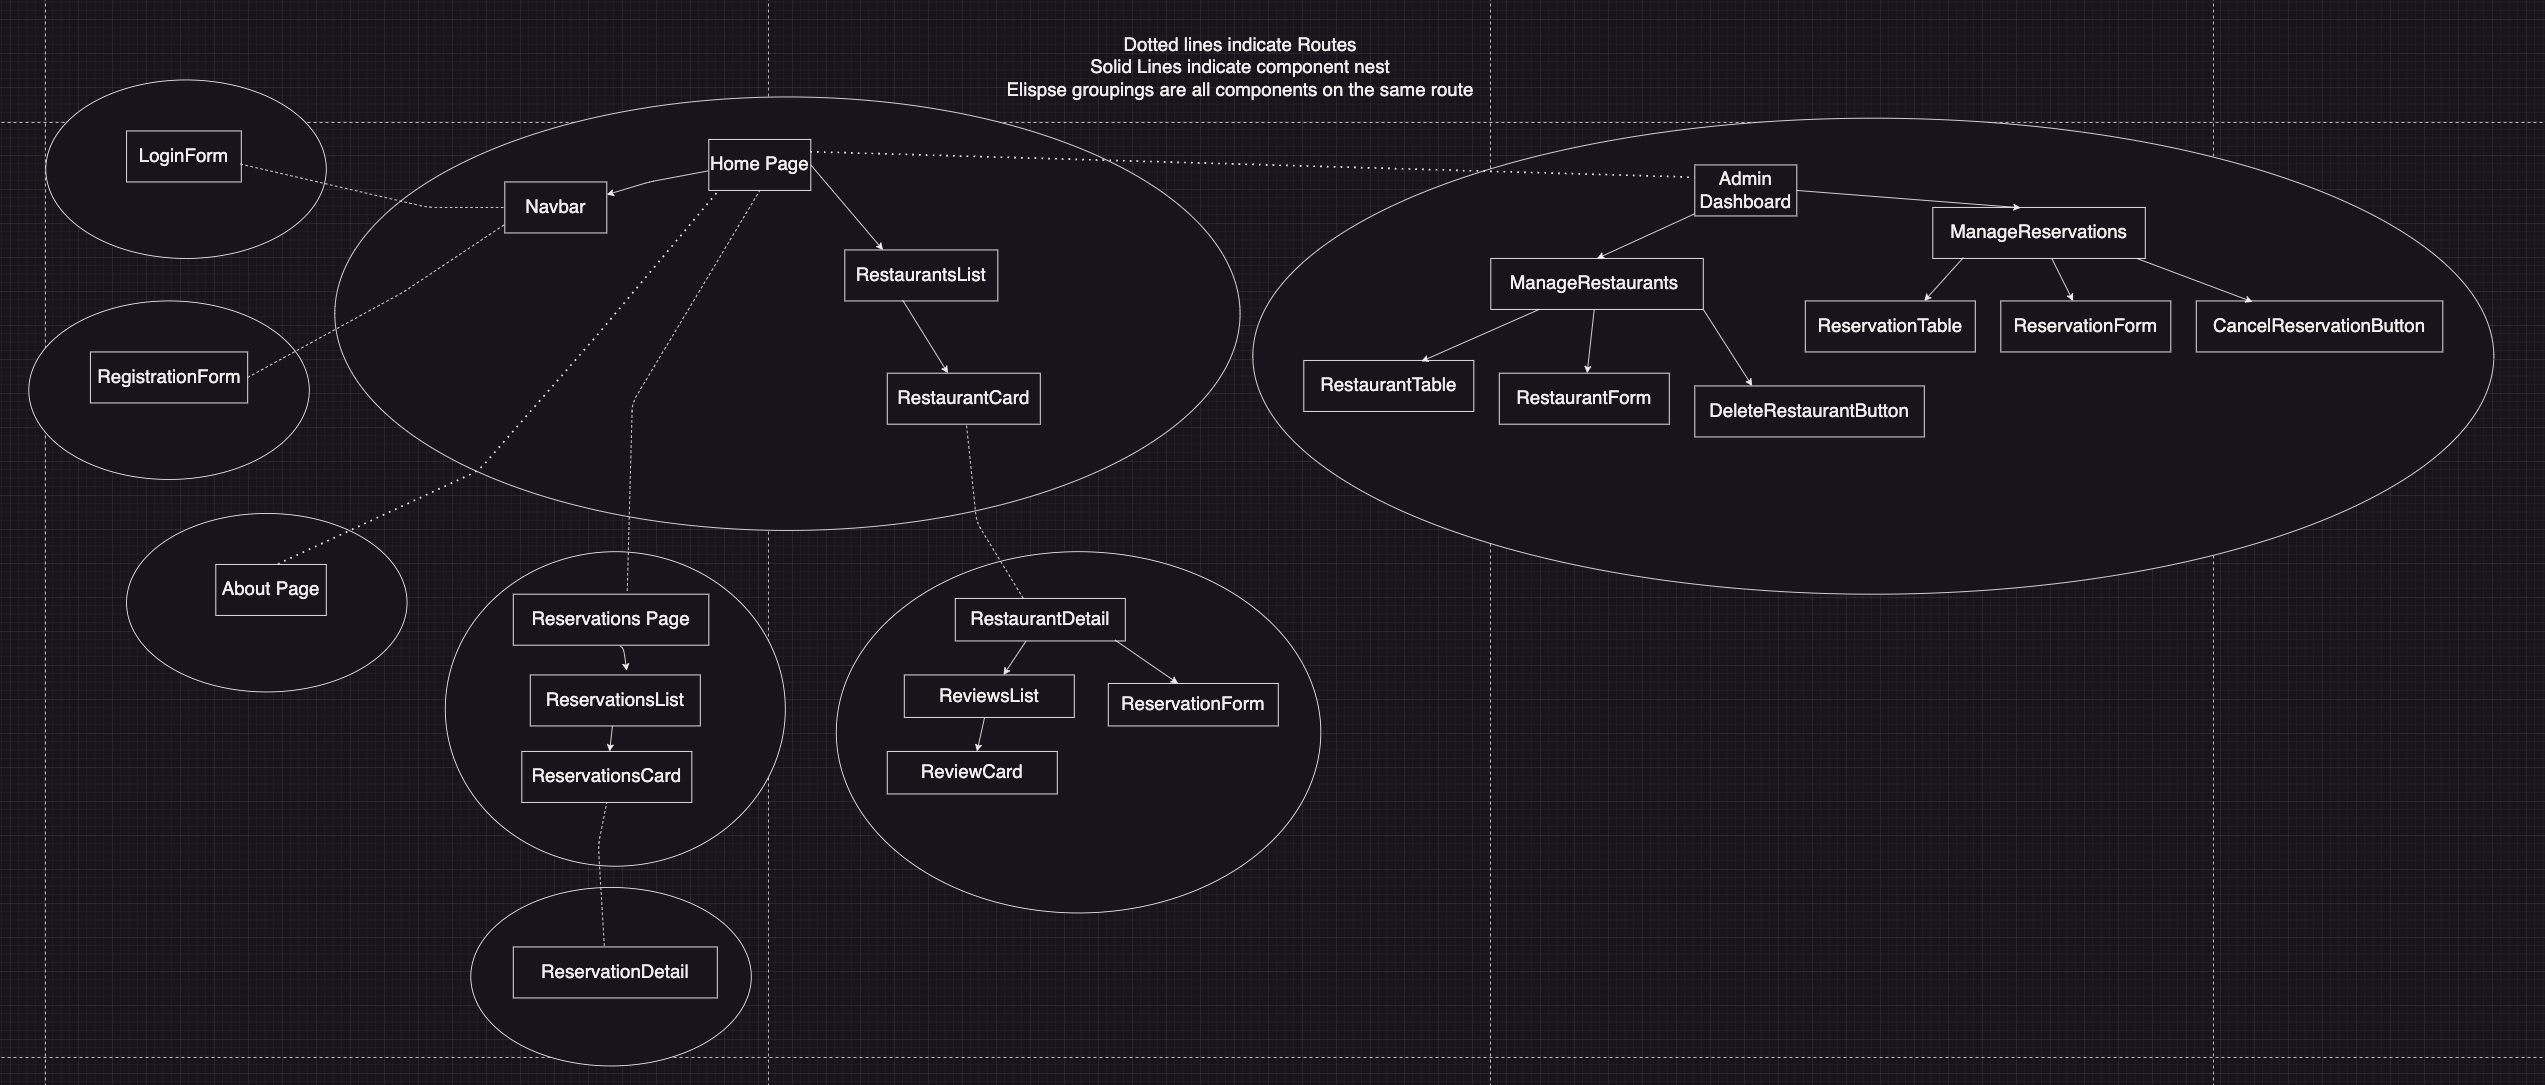 Dotted lines indicate Routes
Solid Lines indicate component nest
Elispse groupings are all components on the same route
LoginForm
Home Page
Navbar
RestaurantsList
RestaurantCard
RegistrationForm
About Page
Reservations Page
ReservationsList
ReservationsCard
ReservationDetail
RestaurantDetail
ReviewsList
ReservationForm
ReviewCard
Admin
Dashboard
ManageReservations
ManageRestaurants
ReservationTable
ReservationForm
CancelReservationButton
RestaurantTable
RestaurantForm
DeleteRestaurantButton